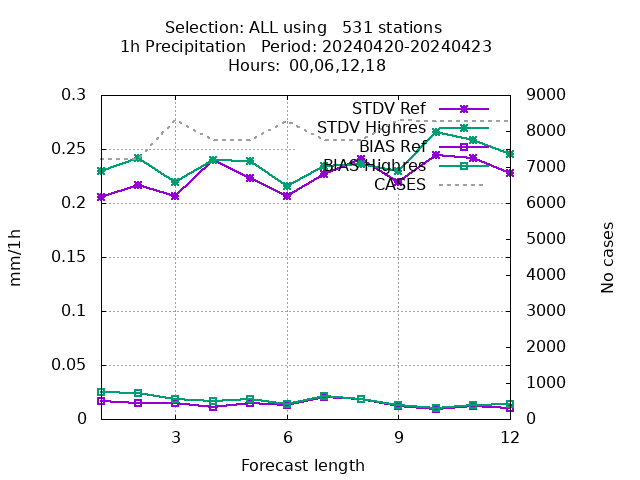 Selection: ALL using   531 stations
1h Precipitation   Period: 20240420-20240423
Hours: 00,06,12,18
0.3
0.25
0.2
0.15
0.1
0.05
0
9000
8000
7000
6000
5000
4000
3000
2000
1000
0
STDV Ref
STDV Highres
BIAS Ref
BIAS Highres
CASES
mm/1h
No cases
3
6
9
12
Forecast length